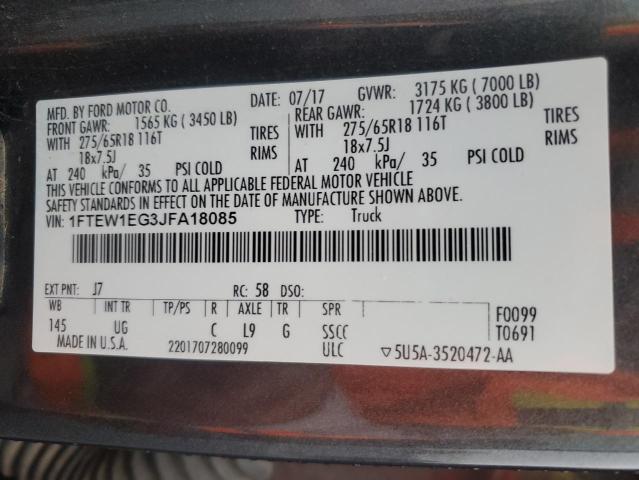 MFD. BY FORD MOTOR CO. DATE: 07/17 GVWR: 3175 KG ( 7000 LB)
FRONT GAWR: 1565 KG ( 3450 LB) REAR GAWR: 1724 KG ( 3800 LB)
WITH 275/65R18 116T TIRES WITH 275/65R18 116T TIRES
18x7.5J RIMS 18x7.5J RIMS
AT 240 kPa/ 35 PSI COLD AT 240 kPa/ 35 PSI COLD
THIS VEHICLE CONFORMS TO ALL APPLICABLE FEDERAL MOTOR VEHICLE
SAFETY STANDARDS IN EFFECT ON THE DATE OF MANUFACTURE SHOWN ABOVE.
VIN: 1FTEW1EG3JFA18085 TYPE: Truck
EXT PNT: J7 RC: 58 DSO:
WB INT TR TP/PS R AXLE TR SPR F0099
145 UG C L9 G SSCC T0691
MADE IN U.S.A. 2201707280099 ULC ▽5U5A-3520472-AA